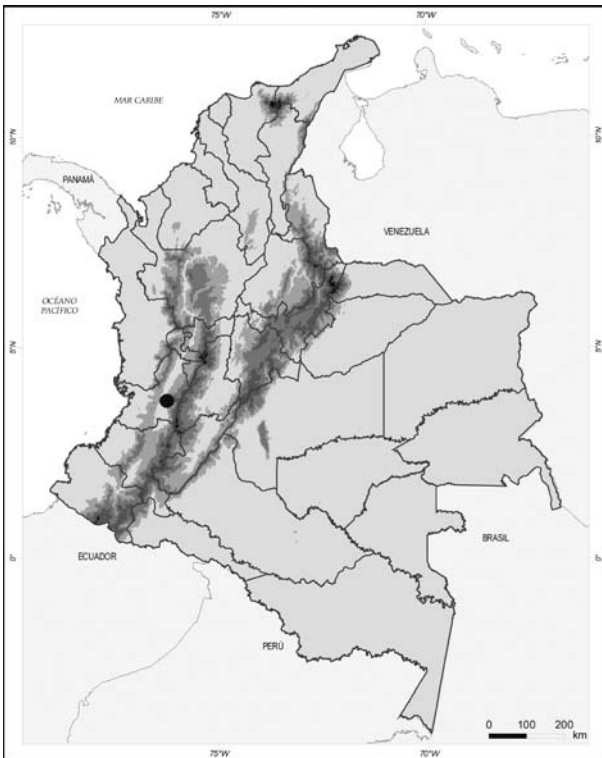 75°W 70°W
MAR CARIBE
10°N 10°N
PANAMÁ
VENEZUELA
OCÉANO
PACÍFICO
5°N 5°N
BRASIL
ECUADOR
0° 0°
PERÚ
0 100 200
km
75°W 70°W